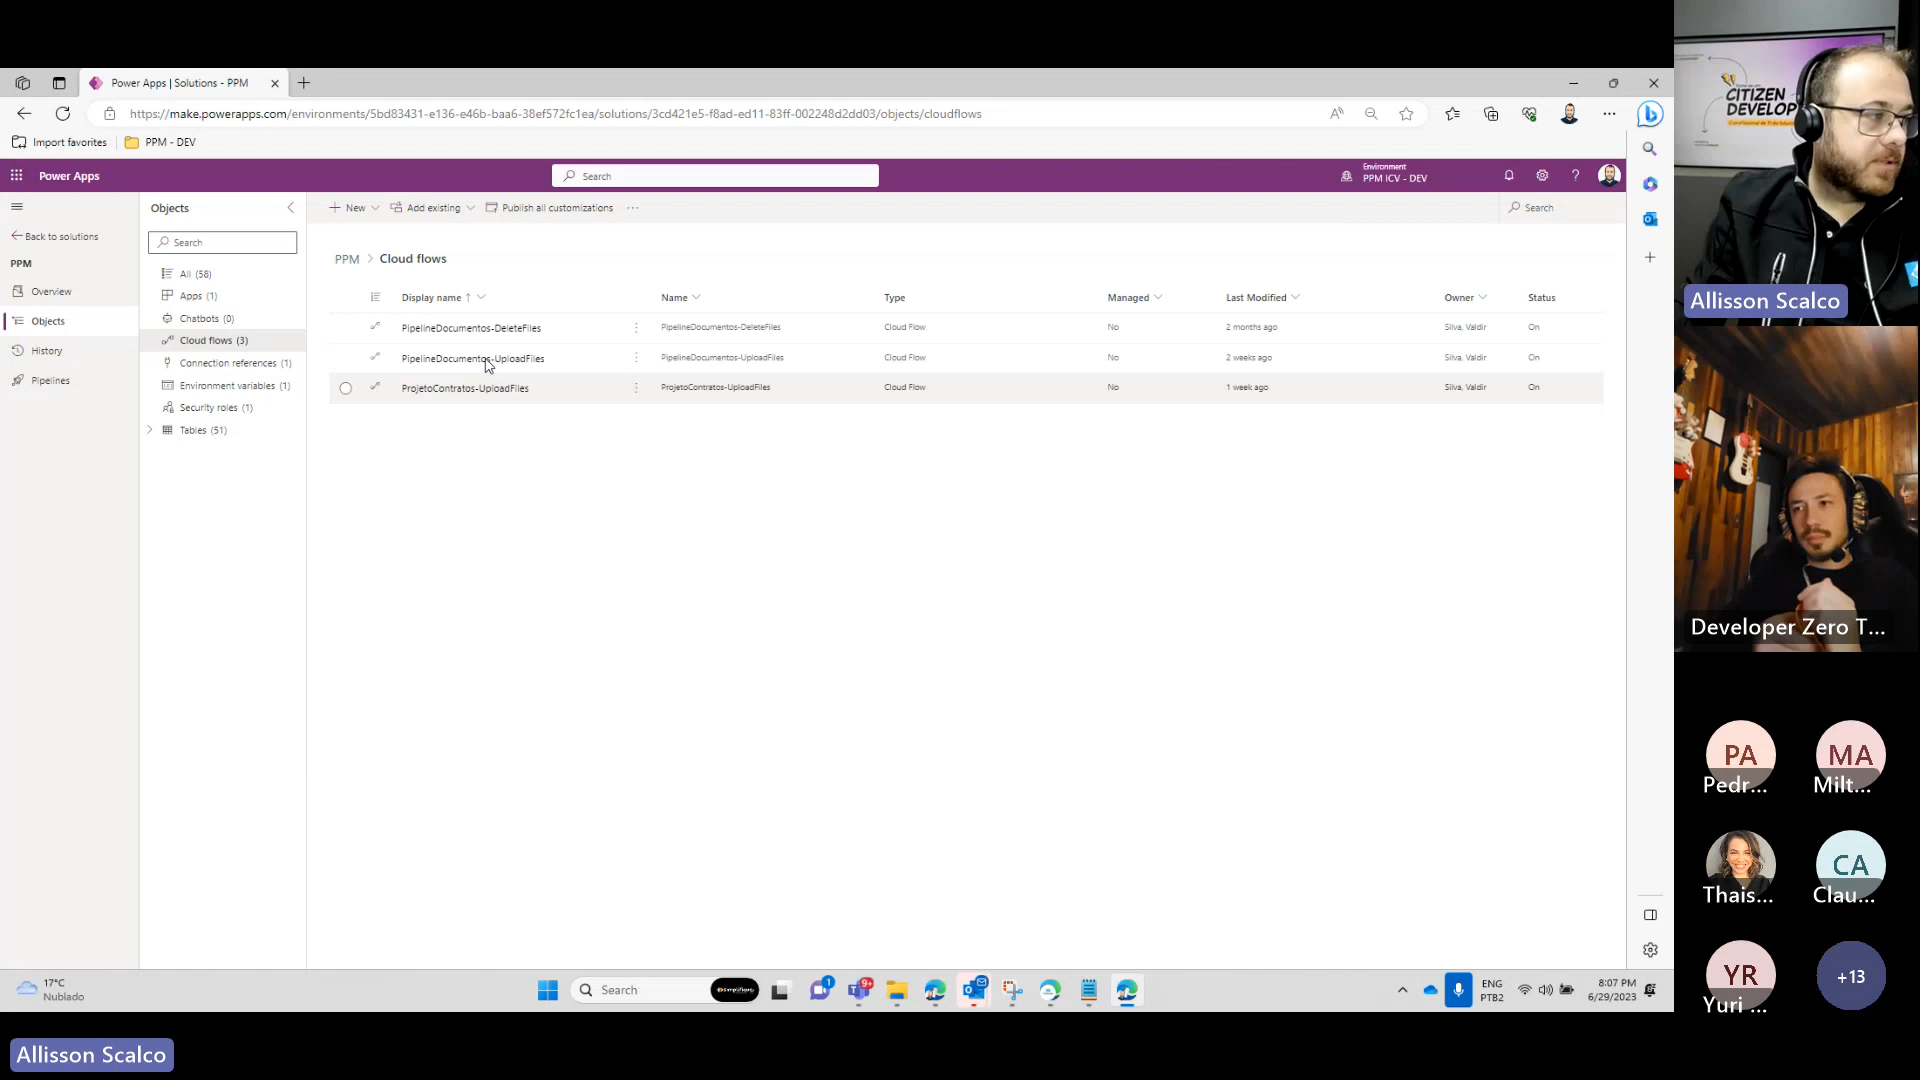 Power Apps | Solutions - PPM
https://make.powerapps.com/environments/5bd83431-e136-e46b-baa6-38ef572fc1ea/solutions/3cd421e5-f8ad-ed11-83ff-002248d2dd03/objects/cloudflows
Import favorites
PPM - DEV
Power Apps
Search
Environment
PPM ICV - DEV
Back to solutions
PPM
Overview
Objects
History
Pipelines
Objects
Search
All (58)
Apps (1)
Chatbots (0)
Cloud flows (3)
Connection references (1)
Environment variables (1)
Security roles (1)
Tables (51)
New
Add existing
Publish all customizations
Search
PPM > Cloud flows
Display name ↑ Name Type Managed Last Modified Owner Status
PipelineDocumentos-DeleteFiles PipelineDocumentos-DeleteFiles Cloud Flow No 2 months ago Silva, Valdir On
PipelineDocumentos-UploadFiles PipelineDocumentos-UploadFiles Cloud Flow No 2 weeks ago Silva, Valdir On
ProjetoContratos-UploadFiles ProjetoContratos-UploadFiles Cloud Flow No 1 week ago Silva, Valdir On
17°C
Nublado
Search
1
9+
ENG
PTB2
8:07 PM
6/29/2023
CITIZEN
DEVELOP
Allisson Scalco
Developer Zero T...
PA
Pedr...
MA
Milt...
Thais...
CA
Clau...
YR
Yuri ...
+13
Allisson Scalco